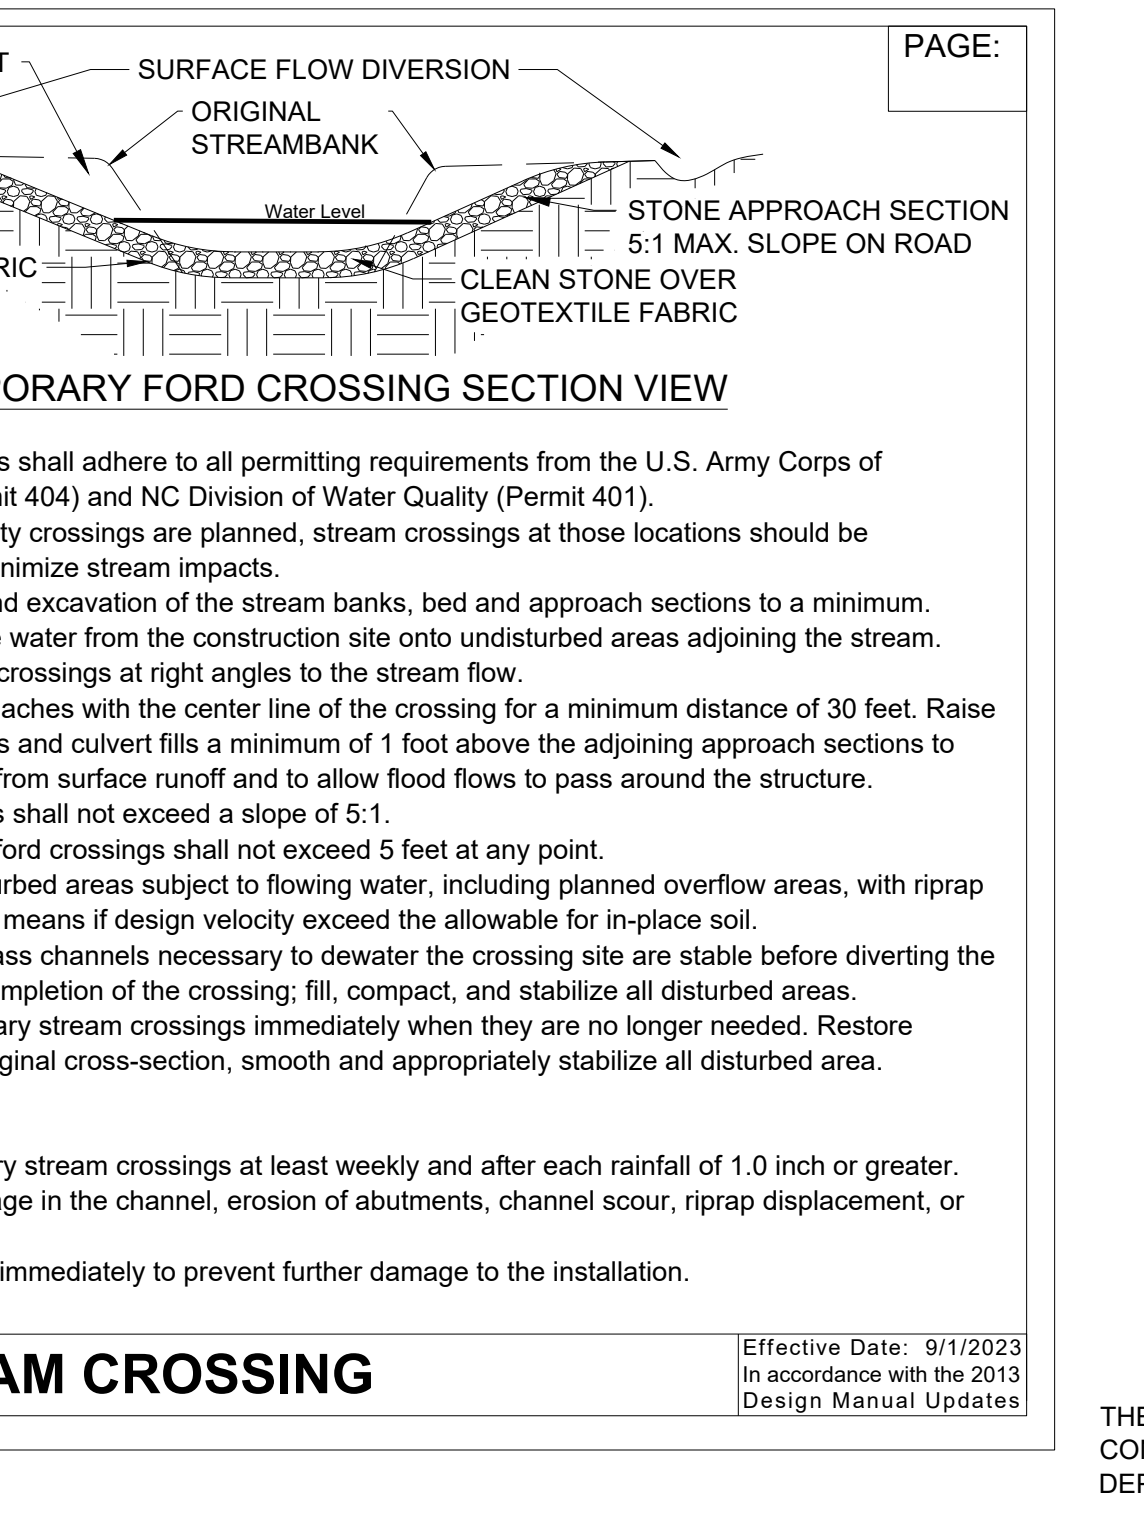 PAGE:
SURFACE FLOW DIVERSION
ORIGINAL
STREAMBANK
Water Level
STONE APPROACH SECTION
5:1 MAX. SLOPE ON ROAD
RIC
CLEAN STONE OVER
GEOTEXTILE FABRIC
PORARY FORD CROSSING SECTION VIEW
s shall adhere to all permitting requirements from the U.S. Army Corps of
it 404) and NC Division of Water Quality (Permit 401).
ty crossings are planned, stream crossings at those locations should be
nimize stream impacts.
nd excavation of the stream banks, bed and approach sections to a minimum.
e water from the construction site onto undisturbed areas adjoining the stream.
crossings at right angles to the stream flow.
aches with the center line of the crossing for a minimum distance of 30 feet. Raise
s and culvert fills a minimum of 1 foot above the adjoining approach sections to
from surface runoff and to allow flood flows to pass around the structure.
s shall not exceed a slope of 5:1.
ford crossings shall not exceed 5 feet at any point.
urbed areas subject to flowing water, including planned overflow areas, with riprap
means if design velocity exceed the allowable for in-place soil.
ass channels necessary to dewater the crossing site are stable before diverting the
mpletion of the crossing; fill, compact, and stabilize all disturbed areas.
ary stream crossings immediately when they are no longer needed. Restore
ginal cross-section, smooth and appropriately stabilize all disturbed area.
ry stream crossings at least weekly and after each rainfall of 1.0 inch or greater.
age in the channel, erosion of abutments, channel scour, riprap displacement, or
immediately to prevent further damage to the installation.
AM CROSSING
Effective Date: 9/1/2023
In accordance with the 2013
Design Manual Updates
THE
CO
DE